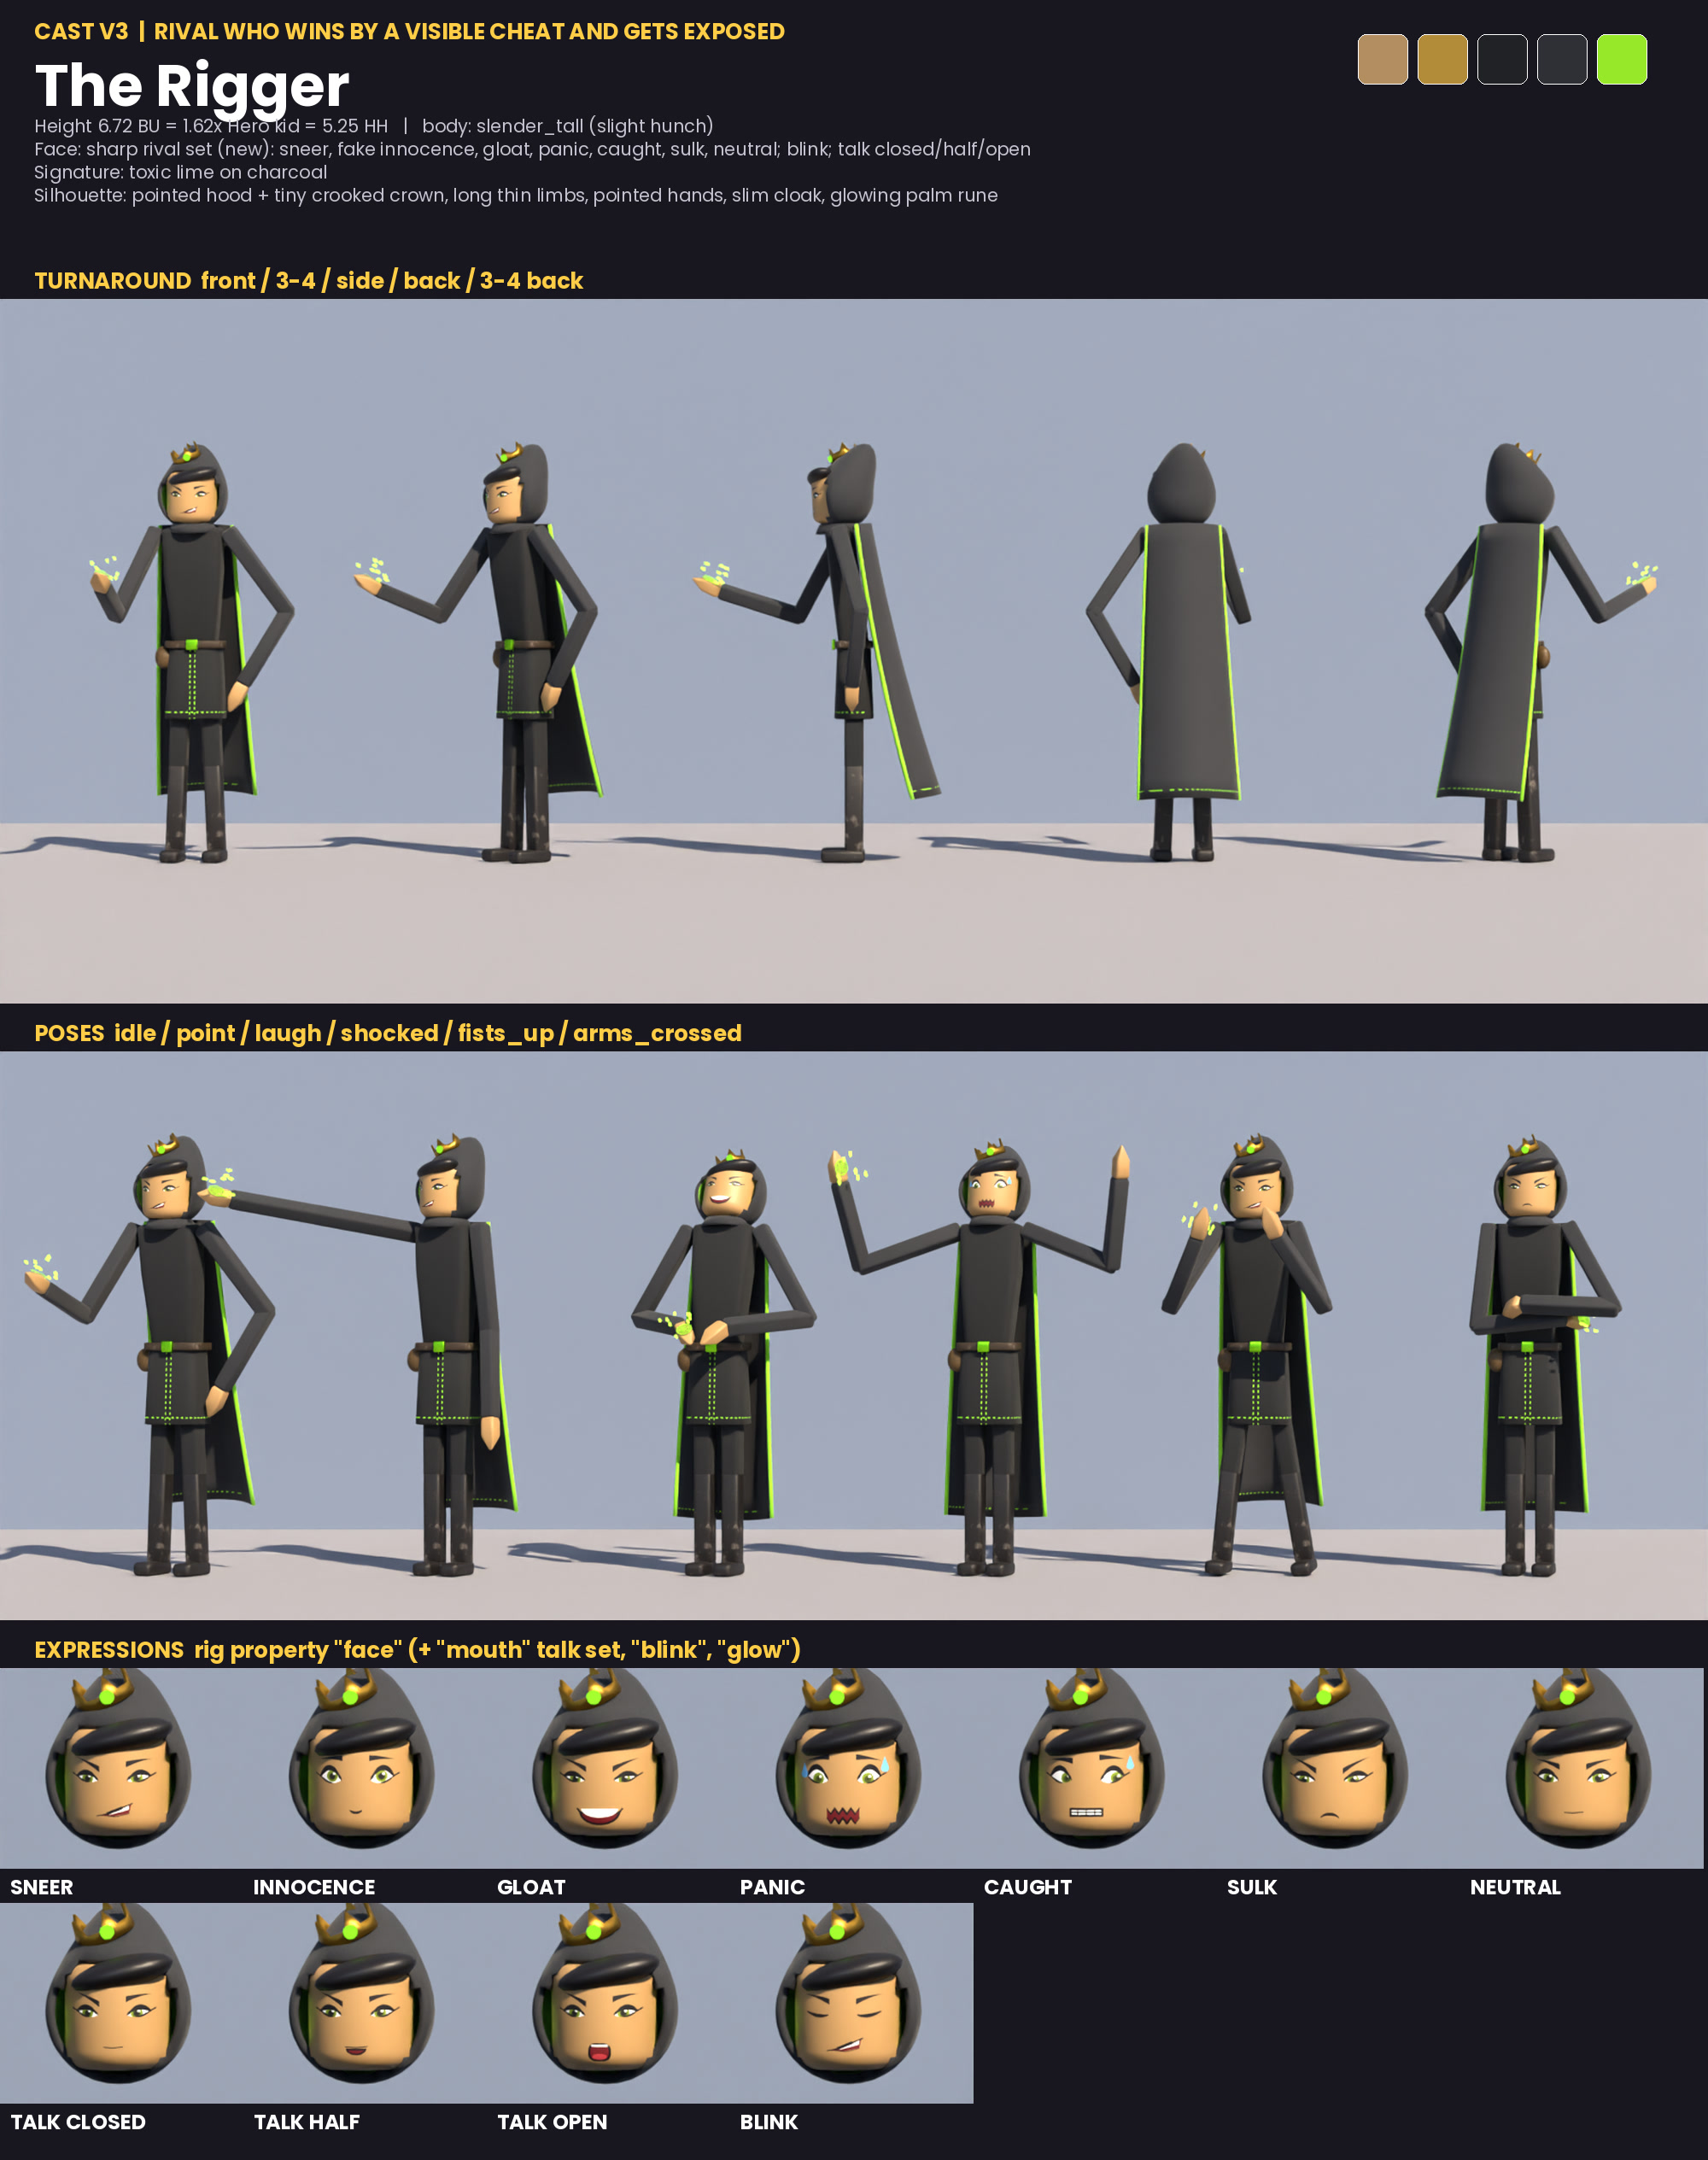 CAST V3 | RIVAL WHO WINS BY A VISIBLE CHEAT AND GETS EXPOSED
The Rigger
Height 6.72 BU = 1.62x Hero kid = 5.25 HH | body: slender_tall (slight hunch)
Face: sharp rival set (new): sneer, fake innocence, gloat, panic, caught, sulk, neutral; blink; talk closed/half/open
Signature: toxic lime on charcoal
Silhouette: pointed hood + tiny crooked crown, long thin limbs, pointed hands, slim cloak, glowing palm rune
TURNAROUND front / 3-4 / side / back / 3-4 back
POSES idle / point / laugh / shocked / fists_up / arms_crossed
EXPRESSIONS rig property "face" (+ "mouth" talk set, "blink", "glow")
SNEER INNOCENCE GLOAT PANIC CAUGHT SULK NEUTRAL
TALK CLOSED TALK HALF TALK OPEN BLINK